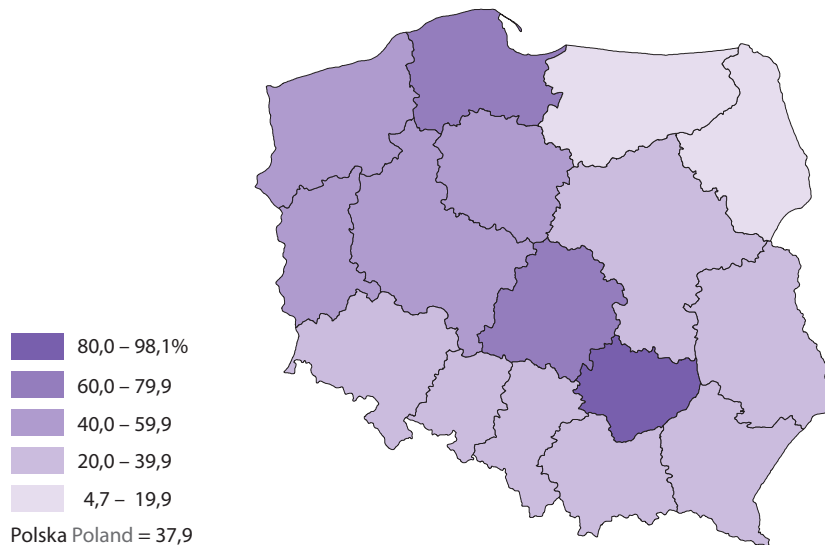 80,0 – 98,1%
60,0 – 79,9
40,0 – 59,9
20,0 – 39,9
4,7 – 19,9
Polska Poland = 37,9